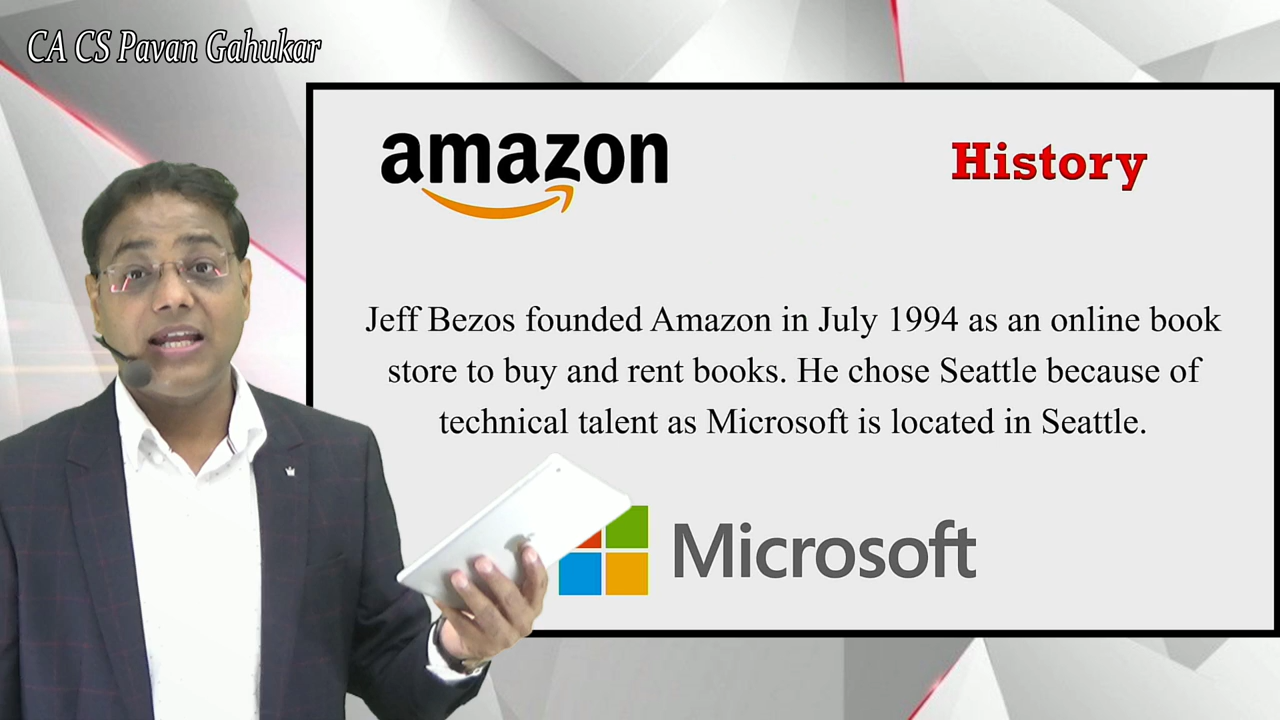 CA CS Pavan Gahukar
amazon
History
Jeff Bezos founded Amazon in July 1994 as an online book
store to buy and rent books. He chose Seattle because of
technical talent as Microsoft is located in Seattle.
Microsoft